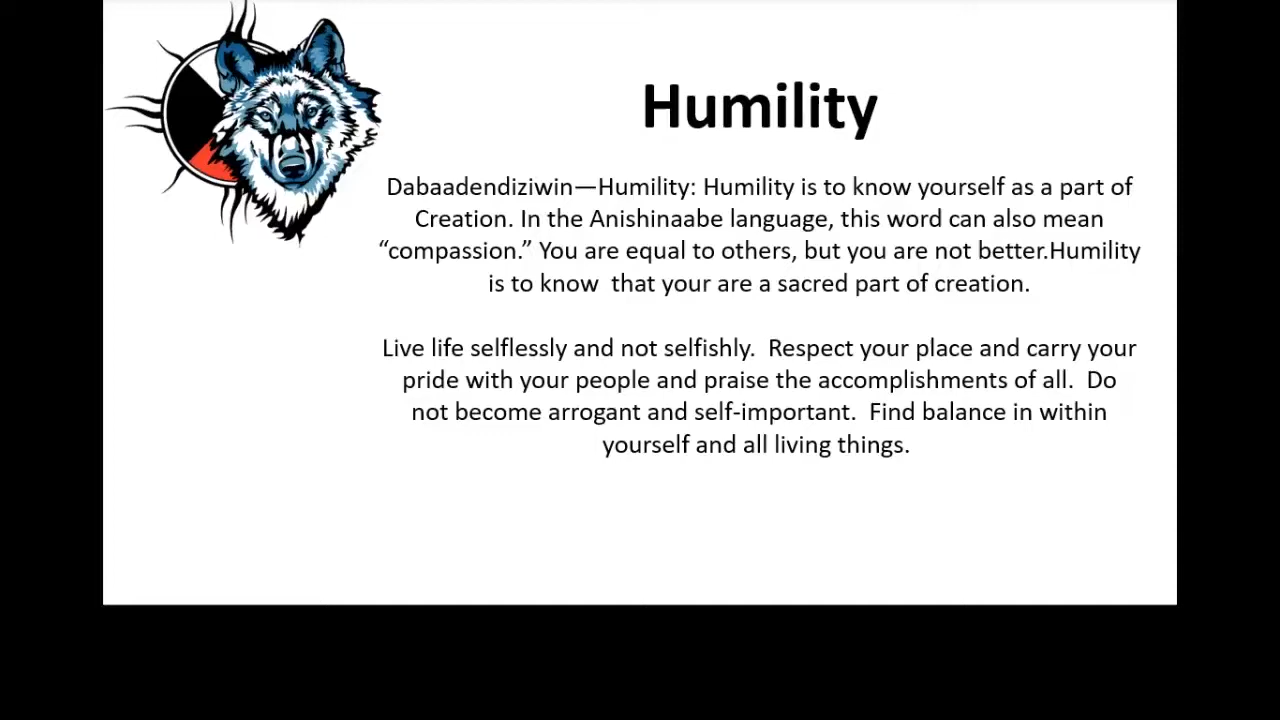 Humility
Dabaadendiziwin—Humility: Humility is to know yourself as a part of
Creation. In the Anishinaabe language, this word can also mean
“compassion.” You are equal to others, but you are not better.Humility
is to know  that your are a sacred part of creation.
Live life selflessly and not selfishly.  Respect your place and carry your
pride with your people and praise the accomplishments of all.  Do
not become arrogant and self-important.  Find balance in within
yourself and all living things.